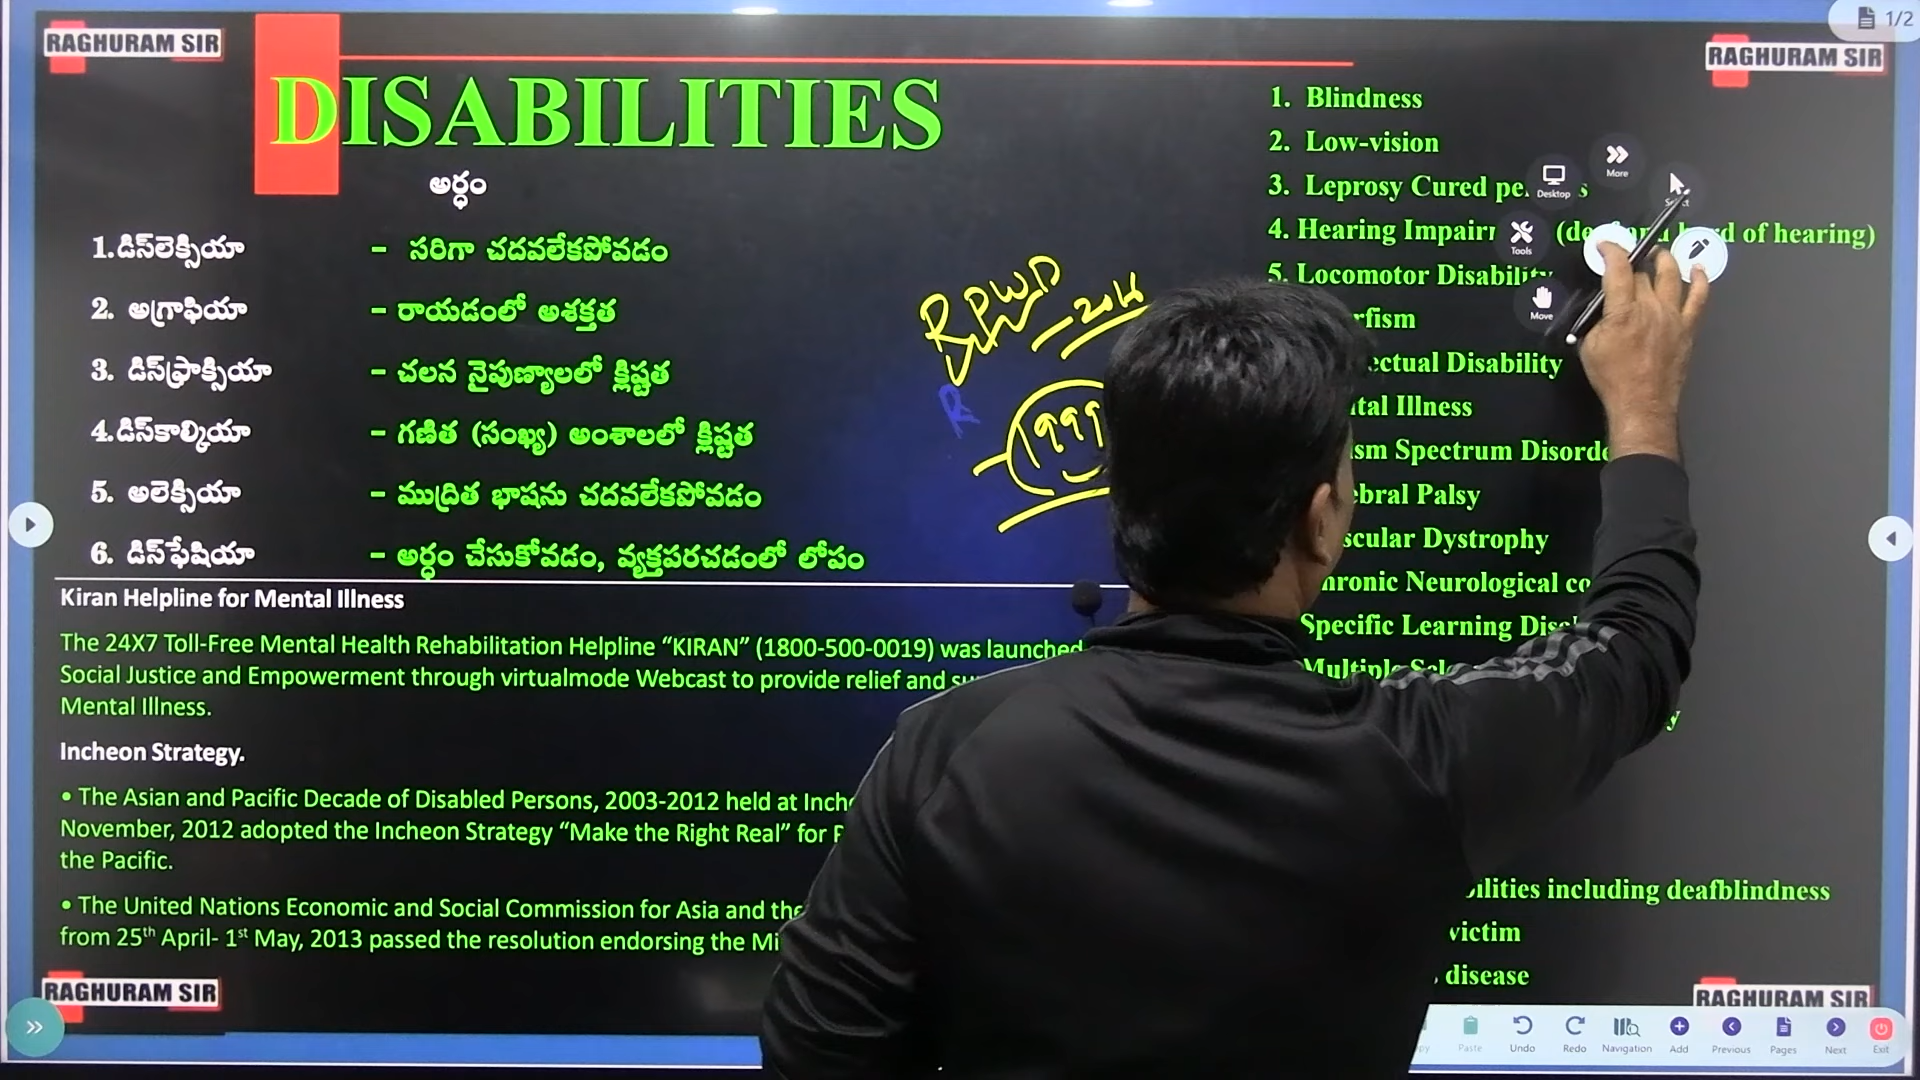 RAGHURAM SIR
1/2
RAGHURAM SIR
DISABILITIES
అర్ధం
1.డిస్‌లెక్సియా – సరిగా చదవలేకపోవడం
2. అగ్రాఫియా – రాయడంలో అశక్తత
3. డిస్‌ప్రాక్సియా – చలన నైపుణ్యాలలో క్లిష్టత
4.డిస్‌కాల్కియా – గణిత (సంఖ్య) అంశాలలో క్లిష్టత
5. అలెక్సియా – ముద్రిత భాషను చదవలేకపోవడం
6. డిస్‌ఫేషియా – అర్ధం చేసుకోవడం, వ్యక్తపరచడంలో లోపం
RPWD
2016
R
1999
Kiran Helpline for Mental Illness
The 24X7 Toll-Free Mental Health Rehabilitation Helpline “KIRAN” (1800-500-0019) was launched
Social Justice and Empowerment through virtualmode Webcast to provide relief and
Mental Illness.
Incheon Strategy.
• The Asian and Pacific Decade of Disabled Persons, 2003-2012 held at
November, 2012 adopted the Incheon Strategy “Make the Right Real” for
the Pacific.
• The United Nations Economic and Social Commission for Asia and the
from 25th April- 1st May, 2013 passed the resolution endorsing the
1. Blindness
2. Low-vision
3. Leprosy Cured
4. Hearing of hearing)
5. Locomotor
Disability
Illness
Spectrum
Palsy
Dystrophy
Neurological
Specific Learning
including deafblindness
victim
disease
More
Desktop
Tools
Move
RAGHURAM SIR
RAGHURAM SIR
Paste
Undo
Redo
Navigation
Add
Previous
Pages
Next
Exit